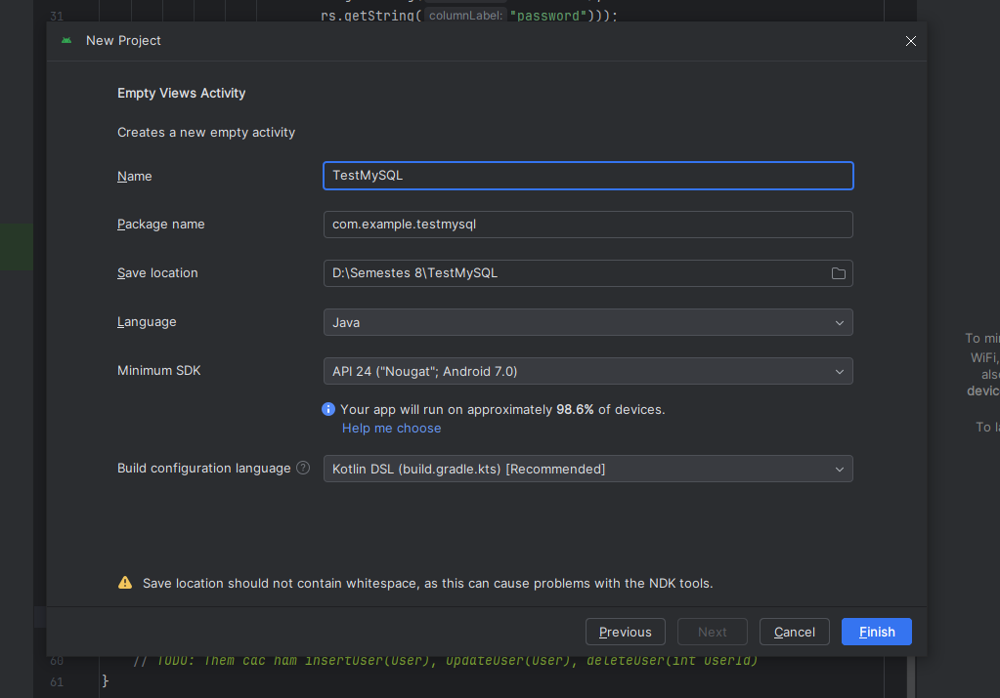 31 rs.getString( columnLabel: "password")));
New Project
Empty Views Activity
Creates a new empty activity
Name TestMySQL
Package name com.example.testmysql
Save location D:\Semestes 8\TestMySQL
Language Java
Minimum SDK API 24 ("Nougat"; Android 7.0)
Your app will run on approximately 98.6% of devices.
Help me choose
Build configuration language ? Kotlin DSL (build.gradle.kts) [Recommended]
Save location should not contain whitespace, as this can cause problems with the NDK tools.
Previous Next Cancel Finish
60 // TODO: Them cac ham insertUser(User), updateUser(User), deleteUser(int userId)
61 }
To mi
WiFi,
als
devic
To l